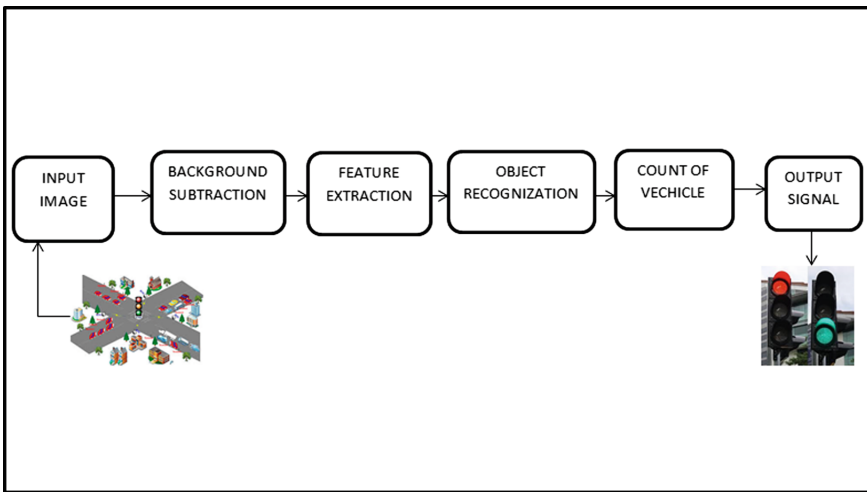 INPUT
IMAGE
BACKGROUND
SUBTRACTION
FEATURE
EXTRACTION
OBJECT
RECOGNIZATION
COUNT OF
VECHICLE
OUTPUT
SIGNAL